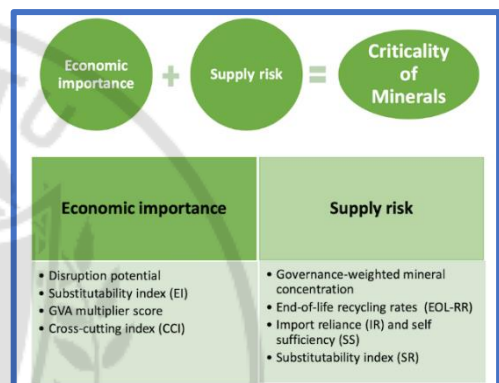 Economic
importance
+
Supply risk
=
Criticality
of
Minerals
Economic importance
Supply risk
• Disruption potential
• Substitutability index (EI)
• GVA multiplier score
• Cross-cutting index (CCI)
• Governance-weighted mineral
concentration
• End-of-life recycling rates (EOL-RR)
• Import reliance (IR) and self
sufficiency (SS)
• Substitutability index (SR)